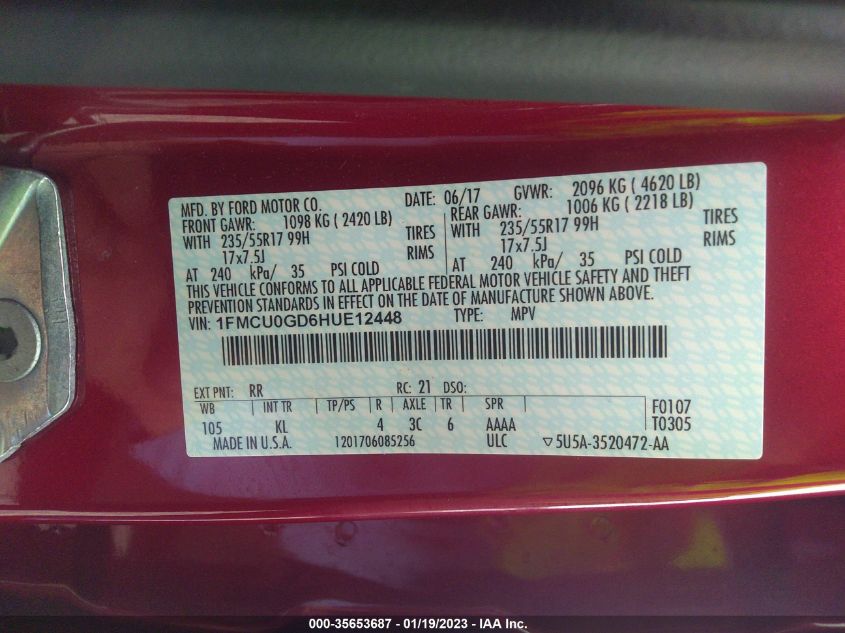 MFD. BY FORD MOTOR CO. DATE: 06/17 GVWR: 2096 KG ( 4620 LB)
FRONT GAWR: 1098 KG ( 2420 LB) REAR GAWR: 1006 KG ( 2218 LB)
WITH 235/55R17 99H TIRES WITH 235/55R17 99H TIRES
17x7.5J RIMS 17x7.5J RIMS
AT 240 kPa/ 35 PSI COLD AT 240 kPa/ 35 PSI COLD
THIS VEHICLE CONFORMS TO ALL APPLICABLE FEDERAL MOTOR VEHICLE SAFETY AND THEFT
PREVENTION STANDARDS IN EFFECT ON THE DATE OF MANUFACTURE SHOWN ABOVE.
VIN: 1FMCU0GD6HUE12448 TYPE: MPV
EXT PNT: RR RC: 21 DSO:
WB INT TR TP/PS R AXLE TR SPR F0107
105 KL 4 3C 6 AAAA T0305
MADE IN U.S.A. 1201706085256 ULC ▽5U5A-3520472-AA
000-35653687 - 01/19/2023 - IAA Inc.